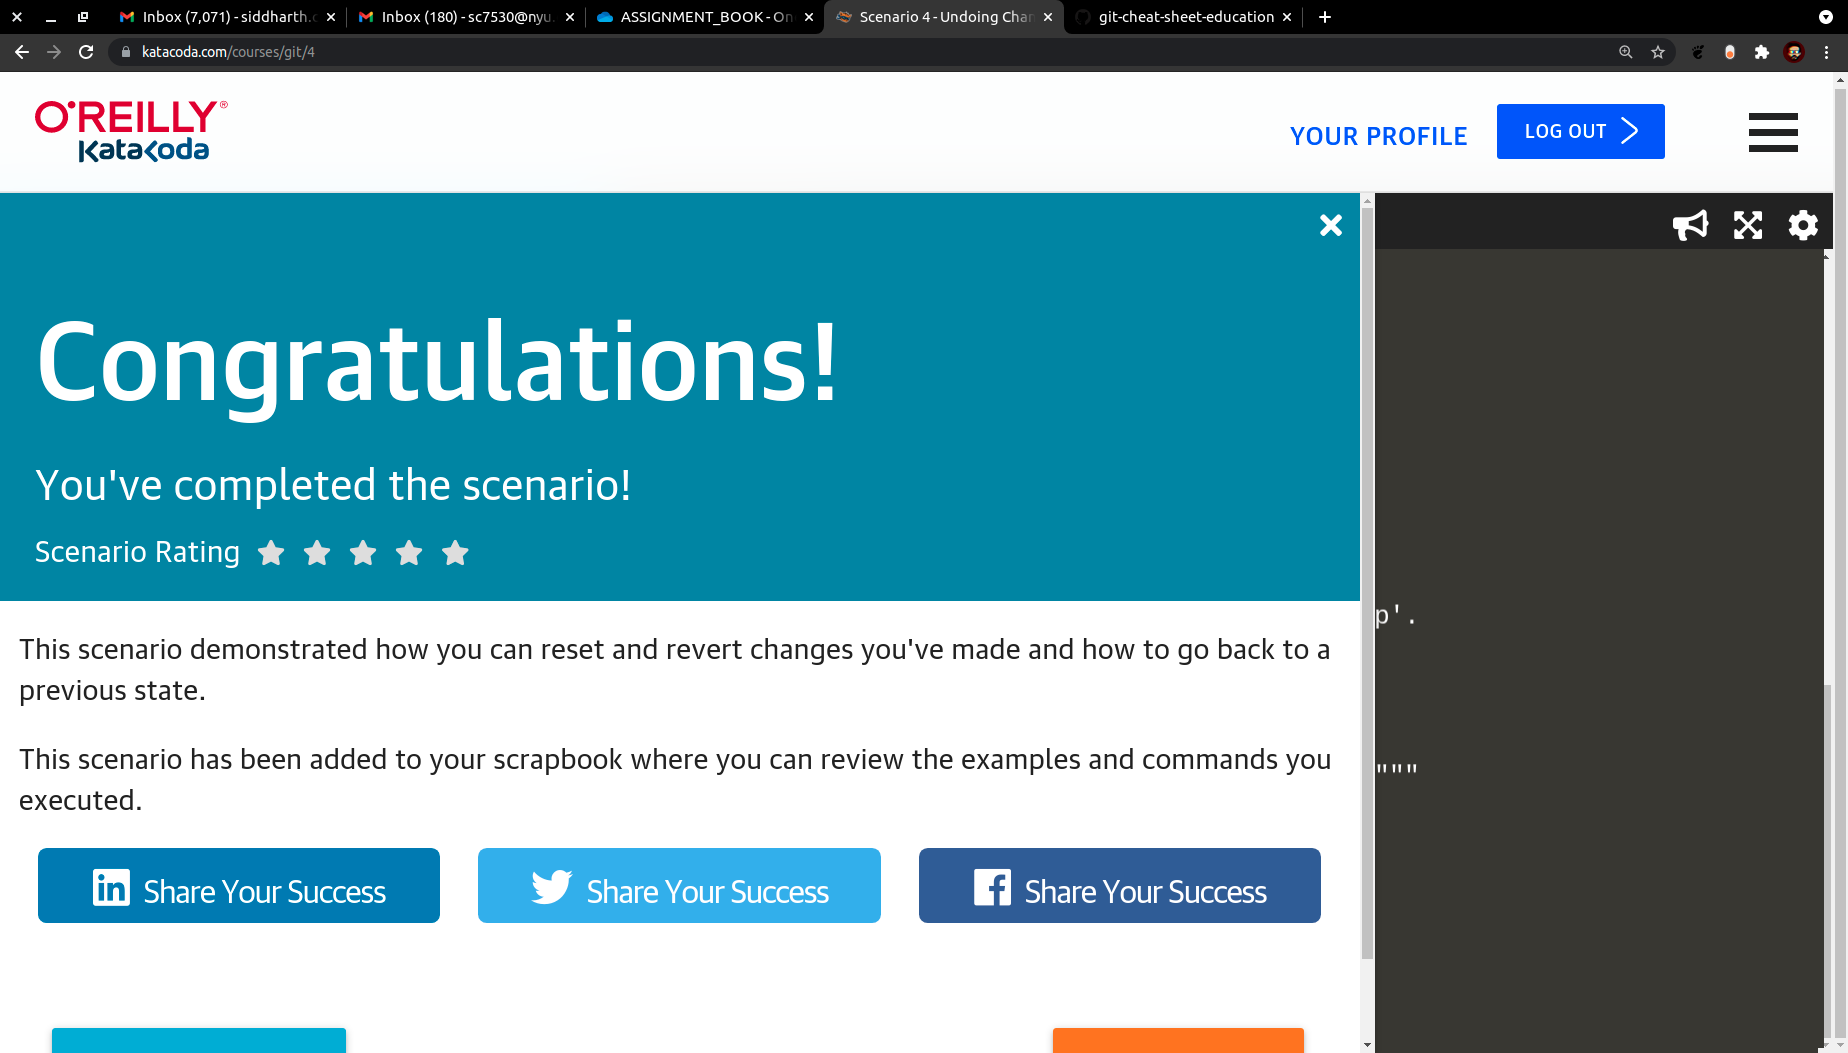 Inbox (7,071) - siddharth.c
Inbox (180) - sc7530@nyu.
ASSIGNMENT_BOOK - On
Scenario 4 - Undoing Chan
git-cheat-sheet-education
katacoda.com/courses/git/4
O'REILLY®
Katacoda
YOUR PROFILE
LOG OUT
Congratulations!
You've completed the scenario!
Scenario Rating
This scenario demonstrated how you can reset and revert changes you've made and how to go back to a
previous state.
This scenario has been added to your scrapbook where you can review the examples and commands you
executed.
Share Your Success
Share Your Success
Share Your Success
p'.
"""